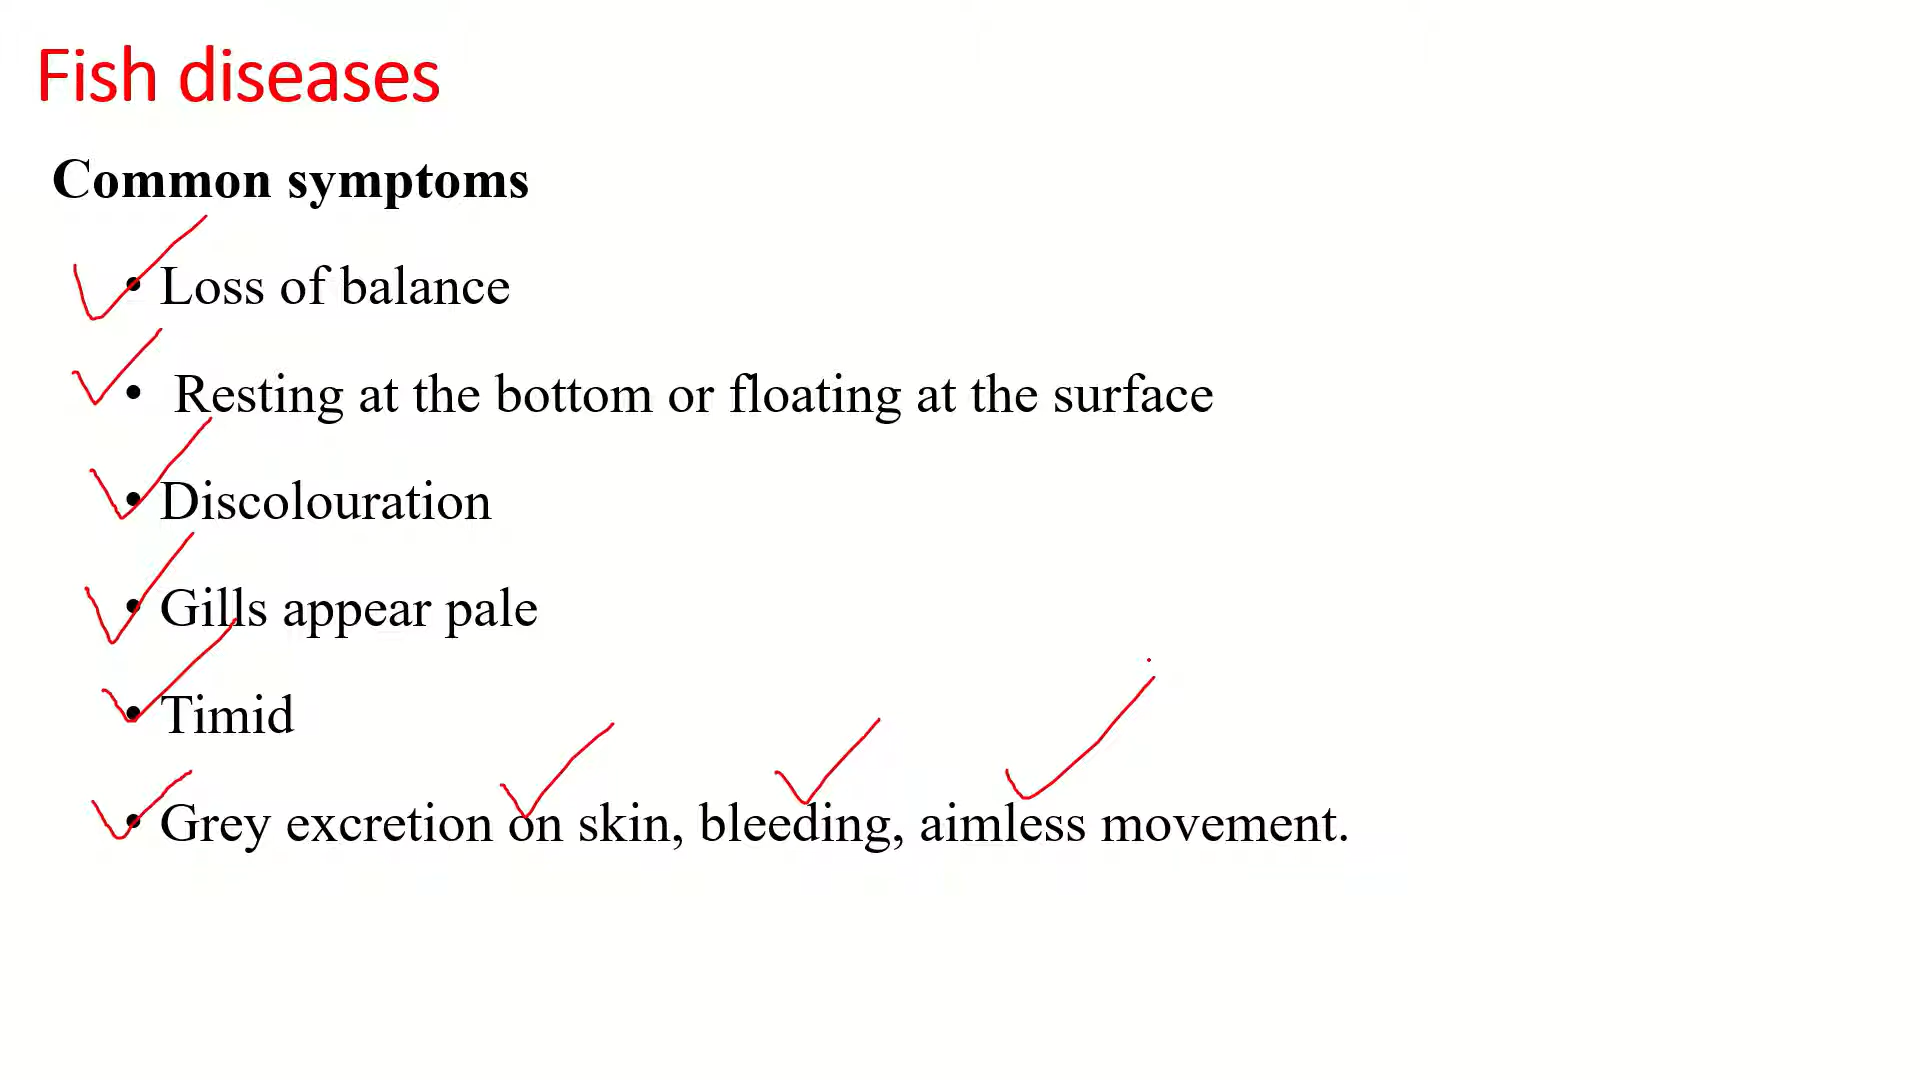 Fish diseases
Common symptoms
• Loss of balance
• Resting at the bottom or floating at the surface
• Discolouration
• Gills appear pale
• Timid
• Grey excretion on skin, bleeding, aimless movement.